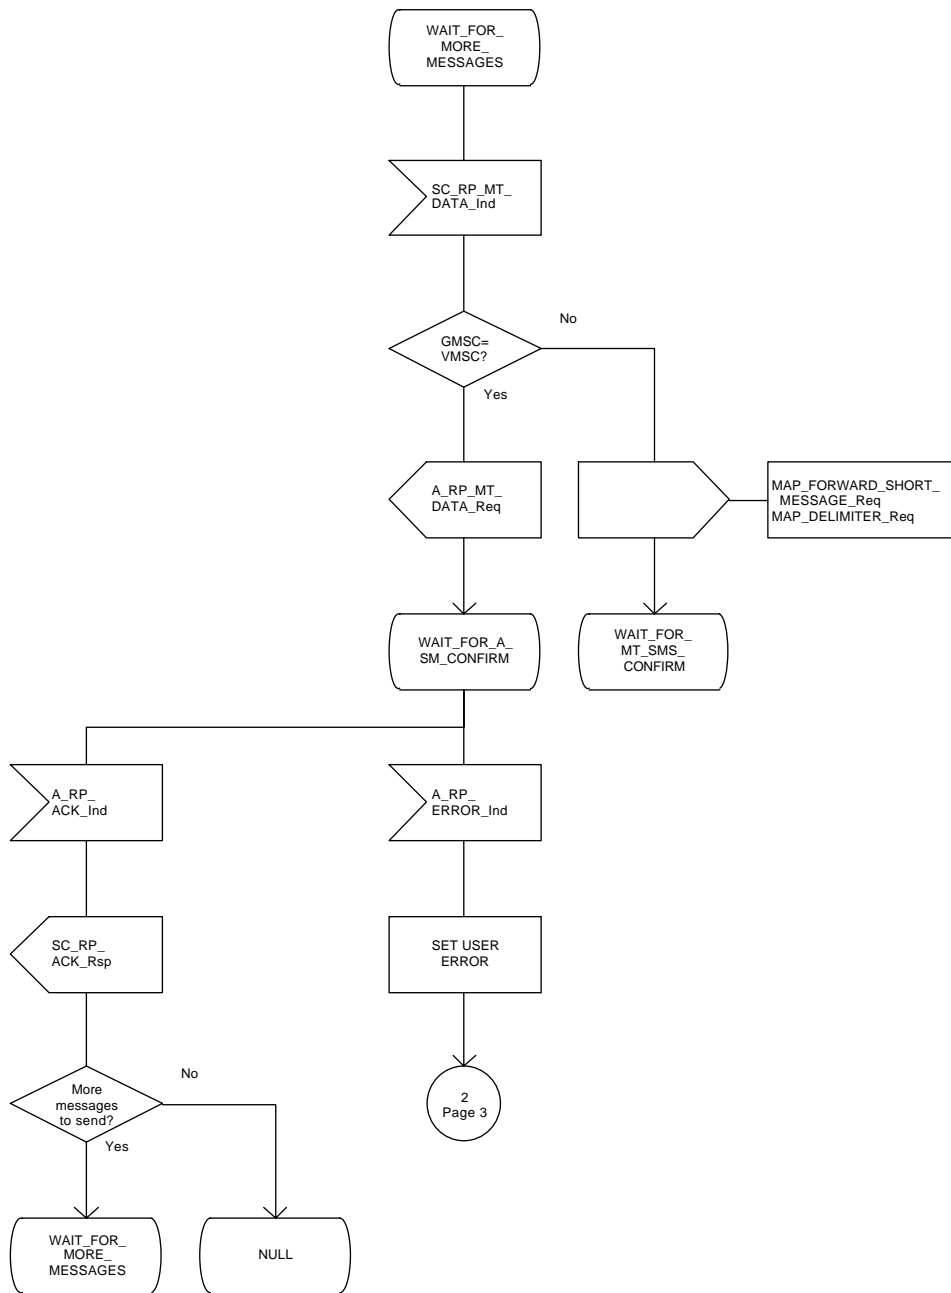 WAIT_FOR_
MORE_
MESSAGES
SC_RP_MT_
DATA_Ind
No
GMSC=
VMSC?
Yes
A_RP_MT_
DATA_Req
MAP_FORWARD_SHORT_
MESSAGE_Req
MAP_DELIMITER_Req
WAIT_FOR_A_
SM_CONFIRM
WAIT_FOR_
MT_SMS_
CONFIRM
A_RP_
ACK_Ind
A_RP_
ERROR_Ind
SC_RP_
ACK_Rsp
SET USER
ERROR
No
More
messages
to send?
Yes
2
Page 3
WAIT_FOR_
MORE_
MESSAGES
NULL